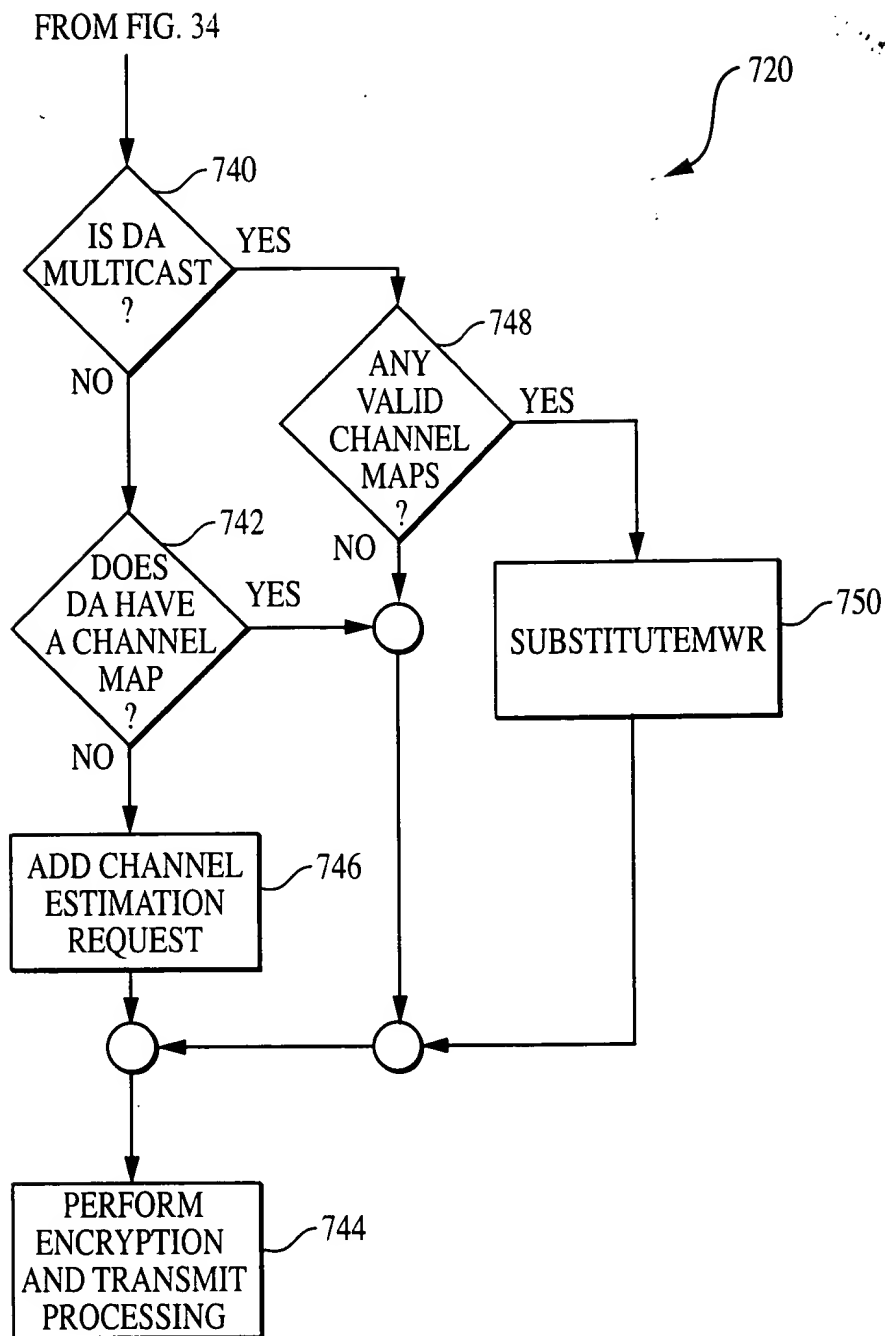 FROM FIG. 34
720
740
IS DA
MULTICAST
?
YES
NO
748
ANY
VALID
CHANNEL
MAPS
?
YES
NO
742
DOES
DA HAVE
A CHANNEL
MAP
?
YES
NO
750
SUBSTITUTEMWR
ADD CHANNEL
ESTIMATION
REQUEST
746
PERFORM
ENCRYPTION
AND TRANSMIT
PROCESSING
744